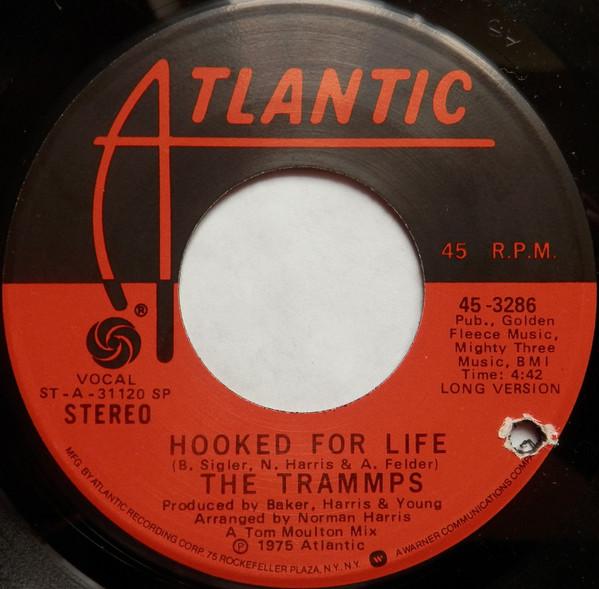 ATLANTIC
45 R.P.M.
®
45-3286
Pub., Golden
Fleece Music,
Mighty Three
Music, BMI
Time: 4:42
LONG VERSION
VOCAL
ST-A-31120 SP
STEREO
HOOKED FOR LIFE
(B. Sigler, N. Harris & A. Felder)
THE TRAMMPS
Produced by Baker, Harris & Young
Arranged by Norman Harris
A Tom Moulton Mix
℗ 1975 Atlantic
MFG. BY ATLANTIC RECORDING CORP. 75 ROCKEFELLER PLAZA, N.Y., N.Y. W A WARNER COMMUNICATIONS